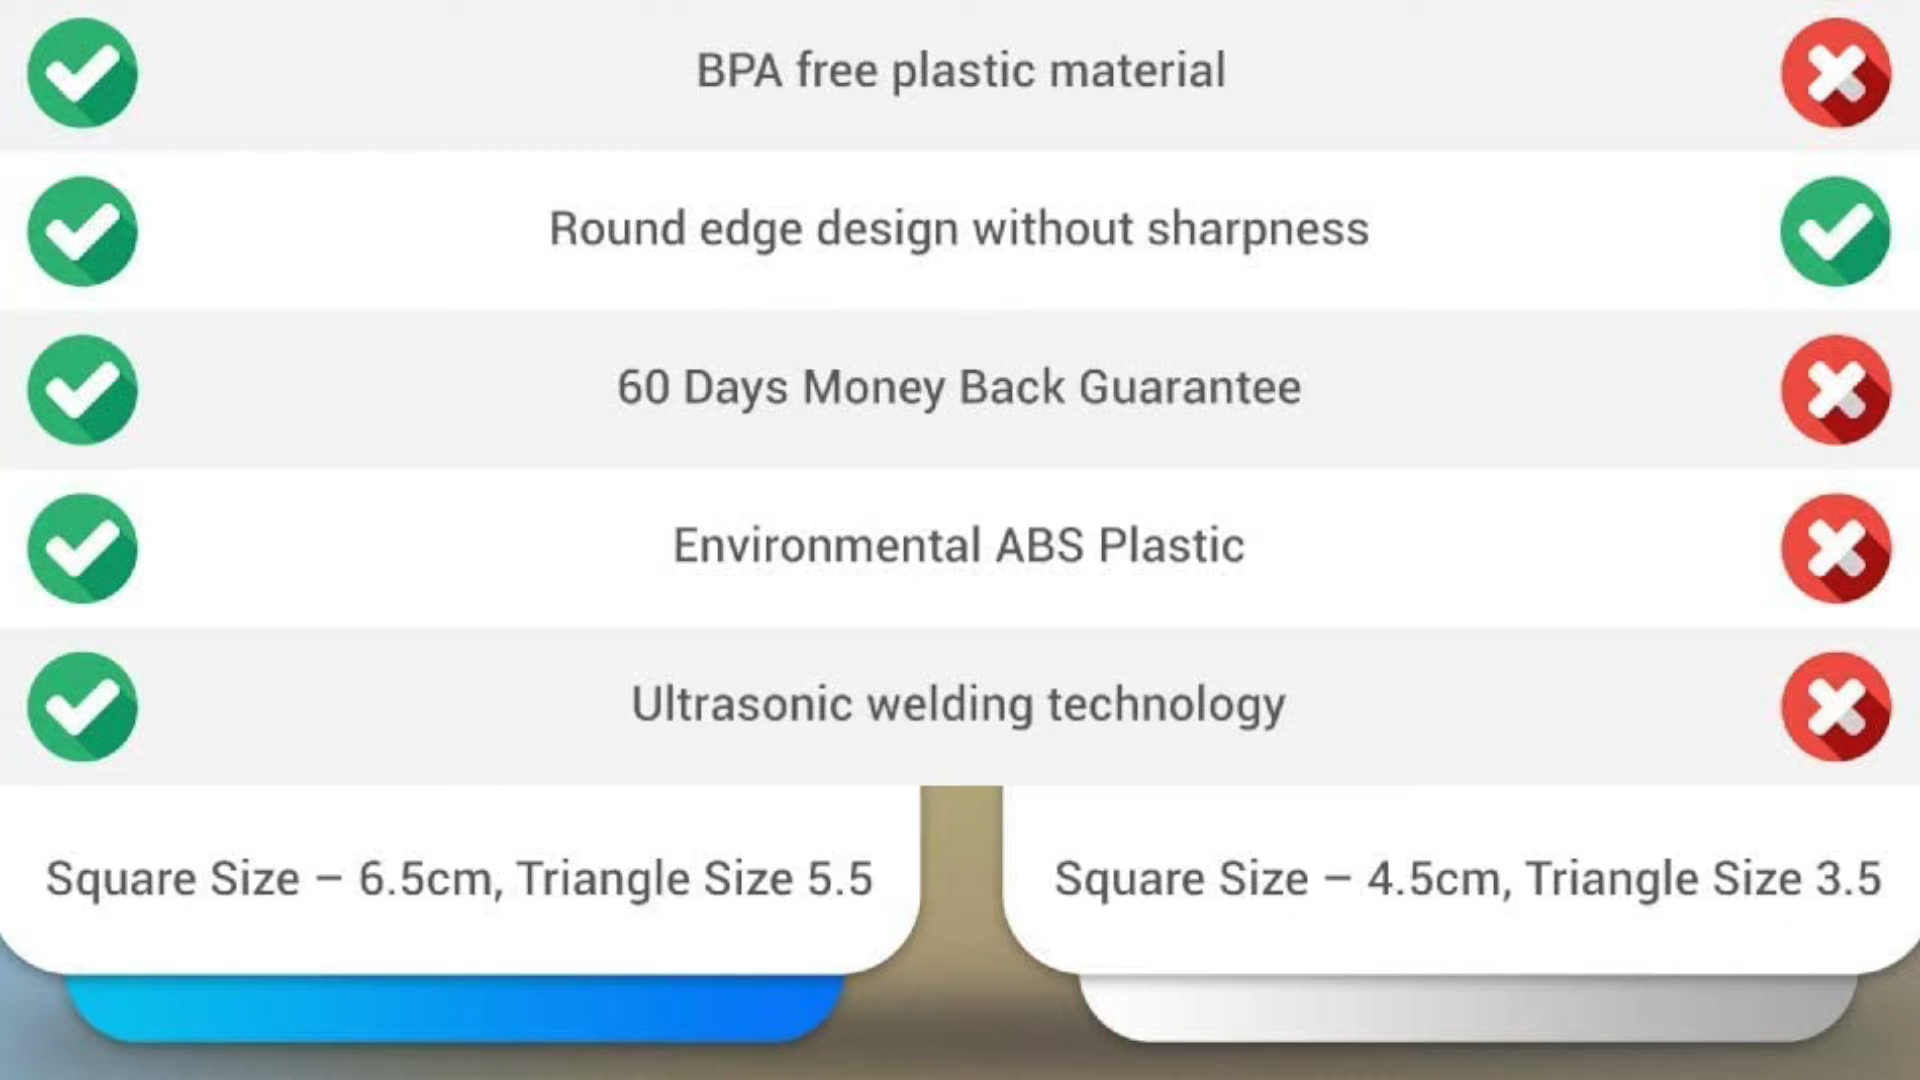 BPA free plastic material
Round edge design without sharpness
60 Days Money Back Guarantee
Environmental ABS Plastic
Ultrasonic welding technology
Square Size – 6.5cm, Triangle Size 5.5
Square Size – 4.5cm, Triangle Size 3.5